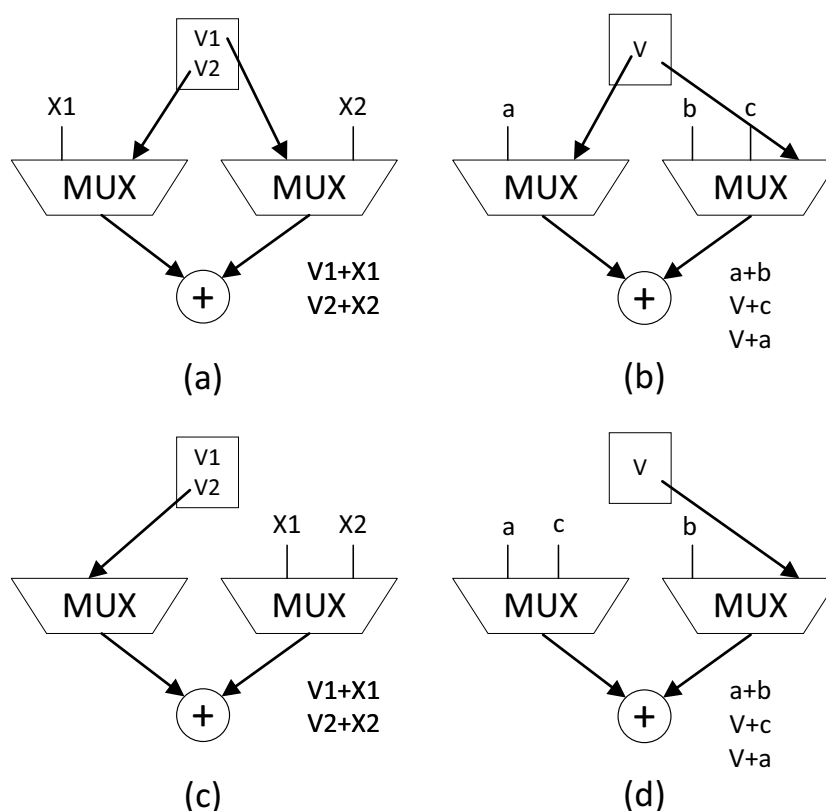 V1
V2
X1
X2
MUX
MUX
+
V1+X1
V2+X2
(a)
V
a
b
c
MUX
MUX
+
a+b
V+c
V+a
(b)
V1
V2
X1
X2
MUX
MUX
+
V1+X1
V2+X2
(c)
V
a
c
b
MUX
MUX
+
a+b
V+c
V+a
(d)